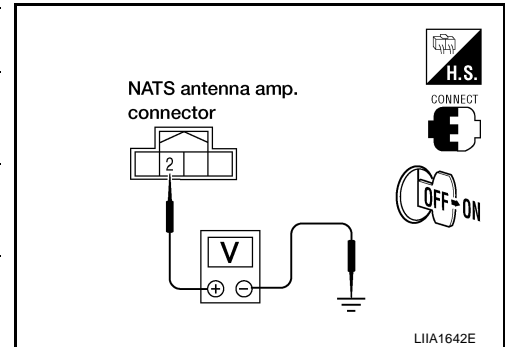 NATS antenna amp.
connector
2
V
+ −
H.S.
CONNECT
OFF ON
LIIA1642E